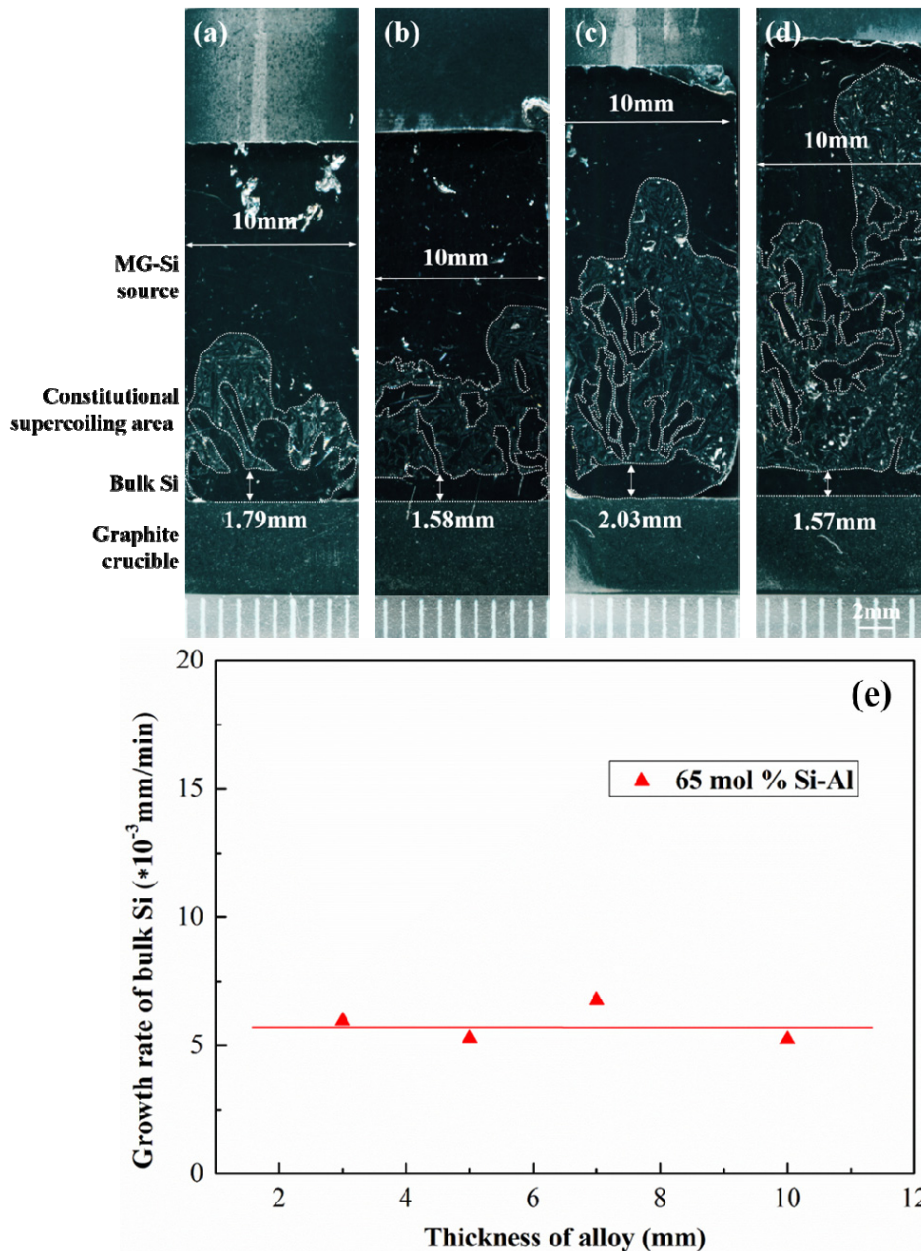 (a)
(b)
(c)
(d)
10mm
10mm
10mm
10mm
MG-Si
source
Constitutional
supercoiling area
Bulk Si
Graphite
crucible
1.79mm
1.58mm
2.03mm
1.57mm
2mm
(e)
20
15
10
5
0
Growth rate of bulk Si (*10⁻³mm/min)
65 mol % Si-Al
2
4
6
8
10
12
Thickness of alloy (mm)